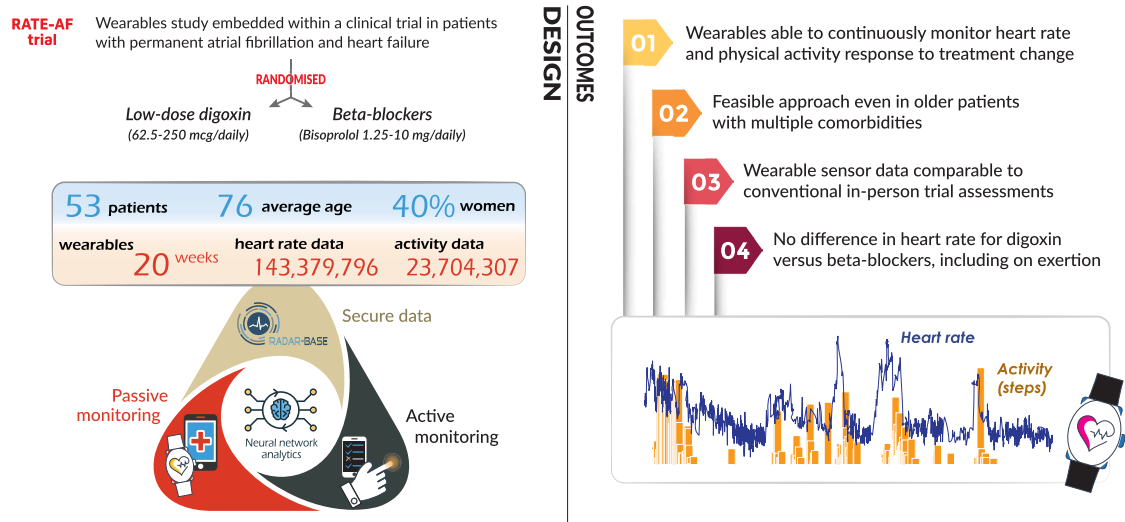 RATE-AF
trial
Wearables study embedded within a clinical trial in patients
with permanent atrial fibrillation and heart failure
RANDOMISED
Low-dose digoxin
(62.5-250 mcg/daily)
Beta-blockers
(Bisoprolol 1.25-10 mg/daily)
53 patients
76 average age
40% women
wearables
20 weeks
heart rate data
143,379,796
activity data
23,704,307
Secure data
RADAR-BASE
Passive
monitoring
Neural network
analytics
Active
monitoring
DESIGN
OUTCOMES
01
Wearables able to continuously monitor heart rate
and physical activity response to treatment change
02
Feasible approach even in older patients
with multiple comorbidities
03
Wearable sensor data comparable to
conventional in-person trial assessments
04
No difference in heart rate for digoxin
versus beta-blockers, including on exertion
Heart rate
Activity
(steps)